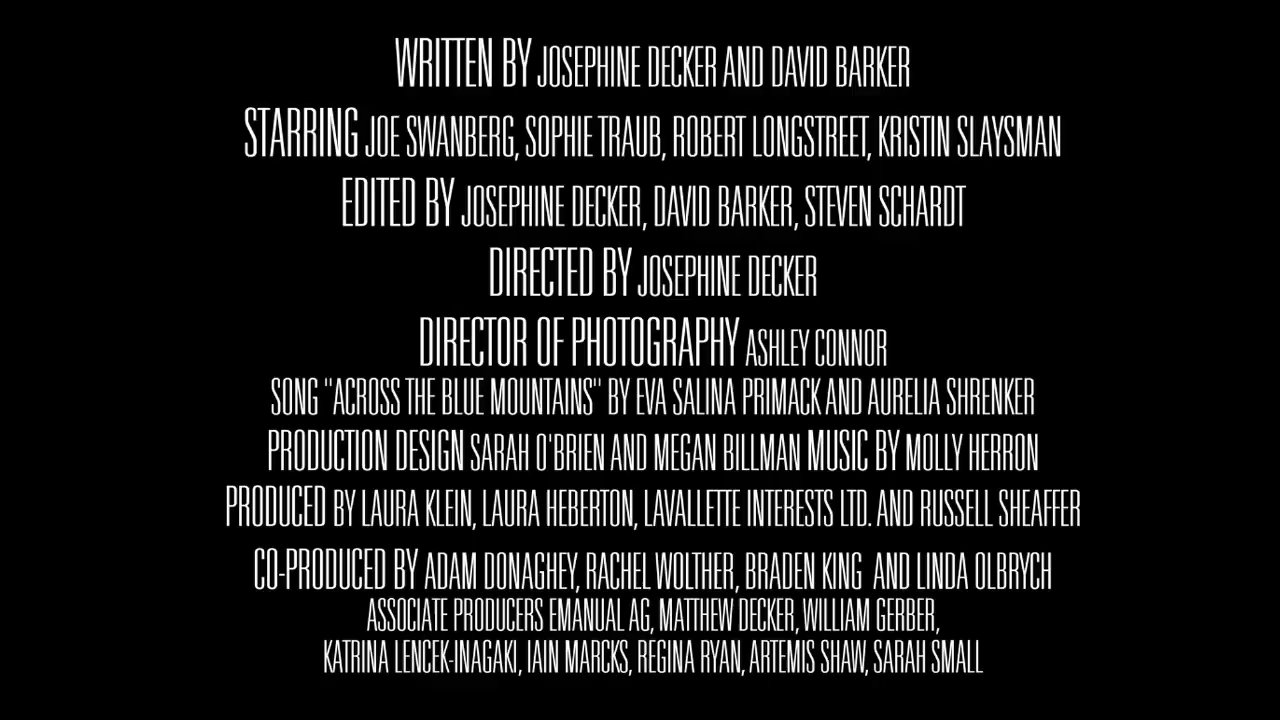 WRITTEN BY JOSEPHINE DECKER AND DAVID BARKER
STARRING JOE SWANBERG, SOPHIE TRAUB, ROBERT LONGSTREET, KRISTIN SLAYSMAN
EDITED BY JOSEPHINE DECKER, DAVID BARKER, STEVEN SCHARDT
DIRECTED BY JOSEPHINE DECKER
DIRECTOR OF PHOTOGRAPHY ASHLEY CONNOR
SONG "ACROSS THE BLUE MOUNTAINS" BY EVA SALINA PRIMACK AND AURELIA SHRENKER
PRODUCTION DESIGN SARAH O'BRIEN AND MEGAN BILLMAN MUSIC BY MOLLY HERRON
PRODUCED BY LAURA KLEIN, LAURA HEBERTON, LAVALLETTE INTERESTS LTD. AND RUSSELL SHEAFFER
CO-PRODUCED BY ADAM DONAGHEY, RACHEL WOLTHER, BRADEN KING AND LINDA OLBRYCH
ASSOCIATE PRODUCERS EMANUAL AG, MATTHEW DECKER, WILLIAM GERBER,
KATRINA LENCEK-INAGAKI, IAIN MARCKS, REGINA RYAN, ARTEMIS SHAW, SARAH SMALL